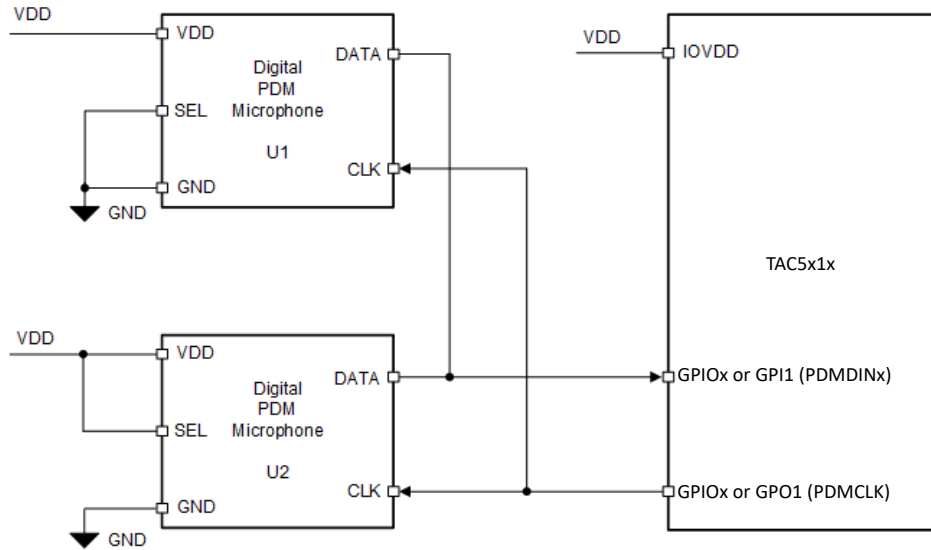 VDD
VDD
DATA
Digital
PDM
Microphone
SEL
U1
CLK
GND
GND
VDD
IOVDD
TAC5x1x
VDD
VDD
DATA
Digital
PDM
Microphone
SEL
U2
CLK
GND
GND
GPIOx or GPI1 (PDMDINx)
GPIOx or GPO1 (PDMCLK)